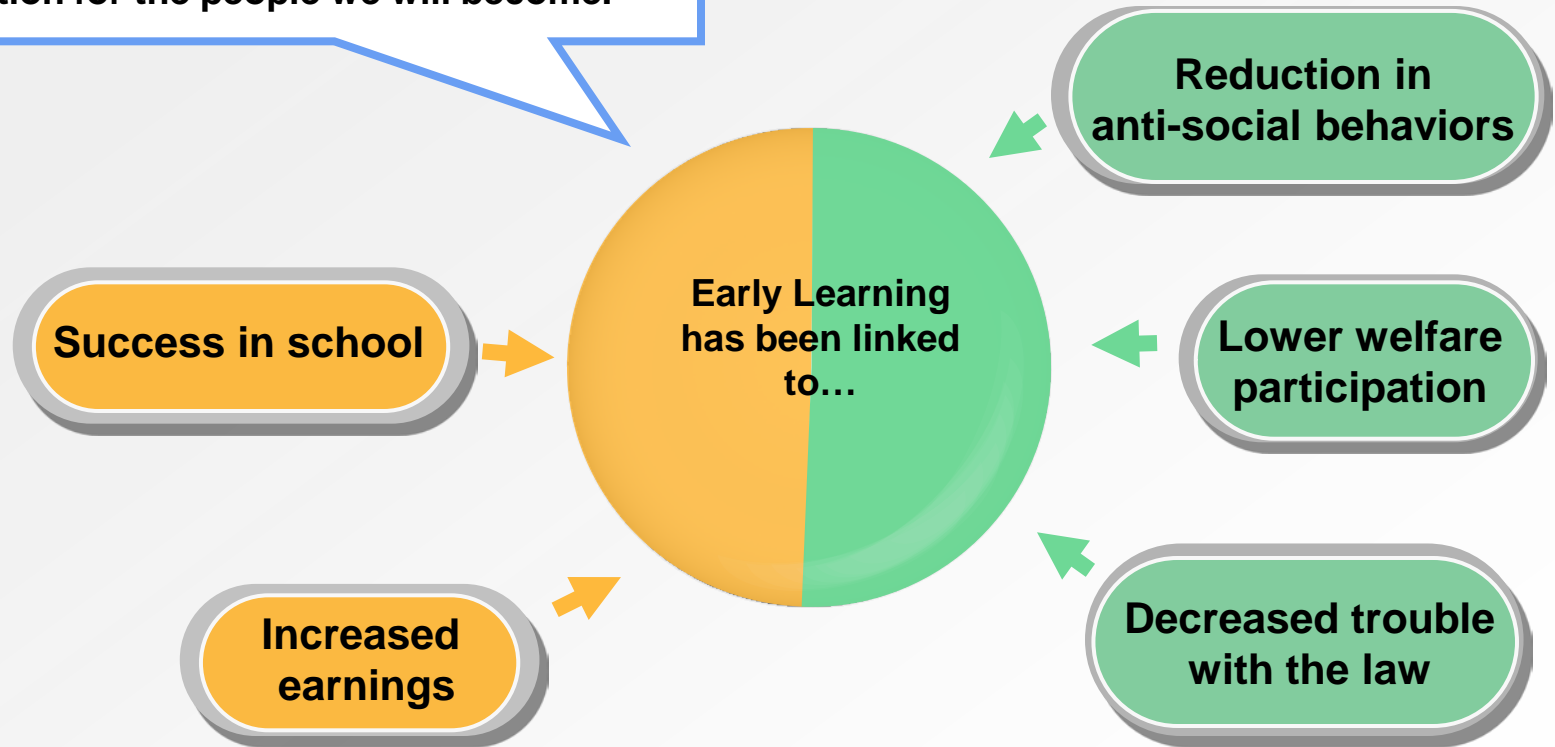 for the people we will become.
Reduction in
anti-social behaviors
Early Learning
has been linked
to…
Success in school
Lower welfare
participation
Increased
earnings
Decreased trouble
with the law